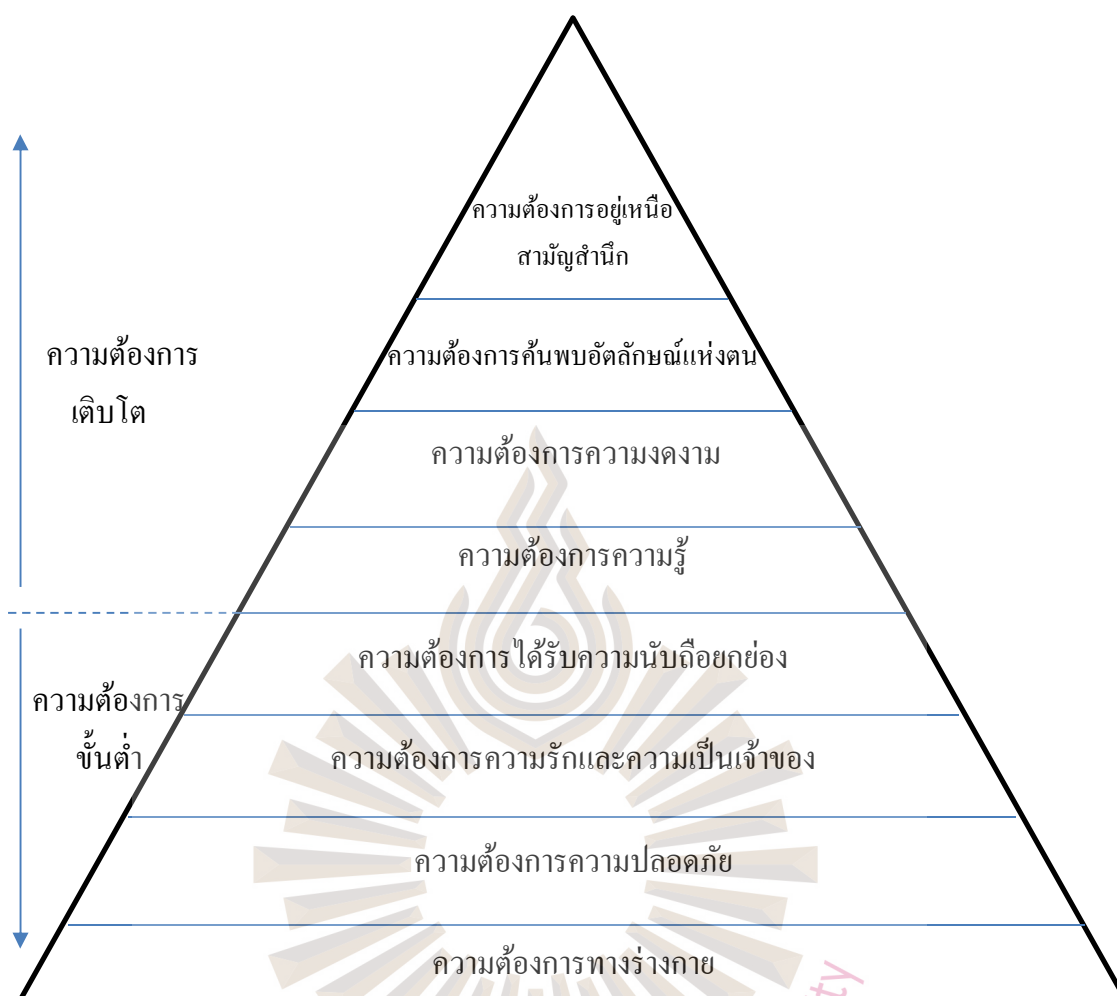 ความต้องการอยู่เหนือ
สามัญสำนึก
ความต้องการค้นพบอัตลักษณ์แห่งตน
ความต้องการ
เติบโต
ความต้องการความงดงาม
ความต้องการความรู้
ความต้องการได้รับความนับถือยกย่อง
ความต้องการ
ขั้นต่ำ
ความต้องการความรักและความเป็นเจ้าของ
ความต้องการความปลอดภัย
ความต้องการทางร่างกาย